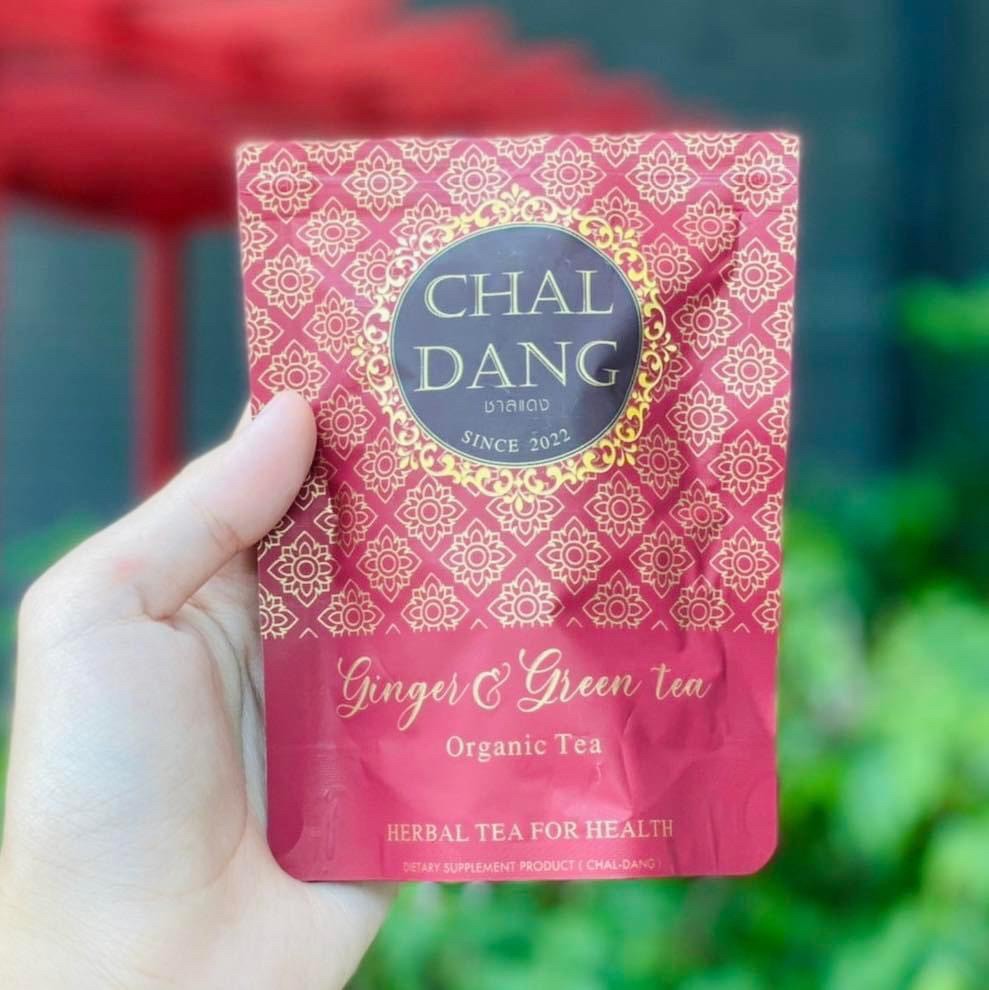 CHAL
DANG
ชาลแดง
SINCE 2022
Ginger & Green tea
Organic Tea
HERBAL TEA FOR HEALTH
DIETARY SUPPLEMENT PRODUCT ( CHAL-DANG )